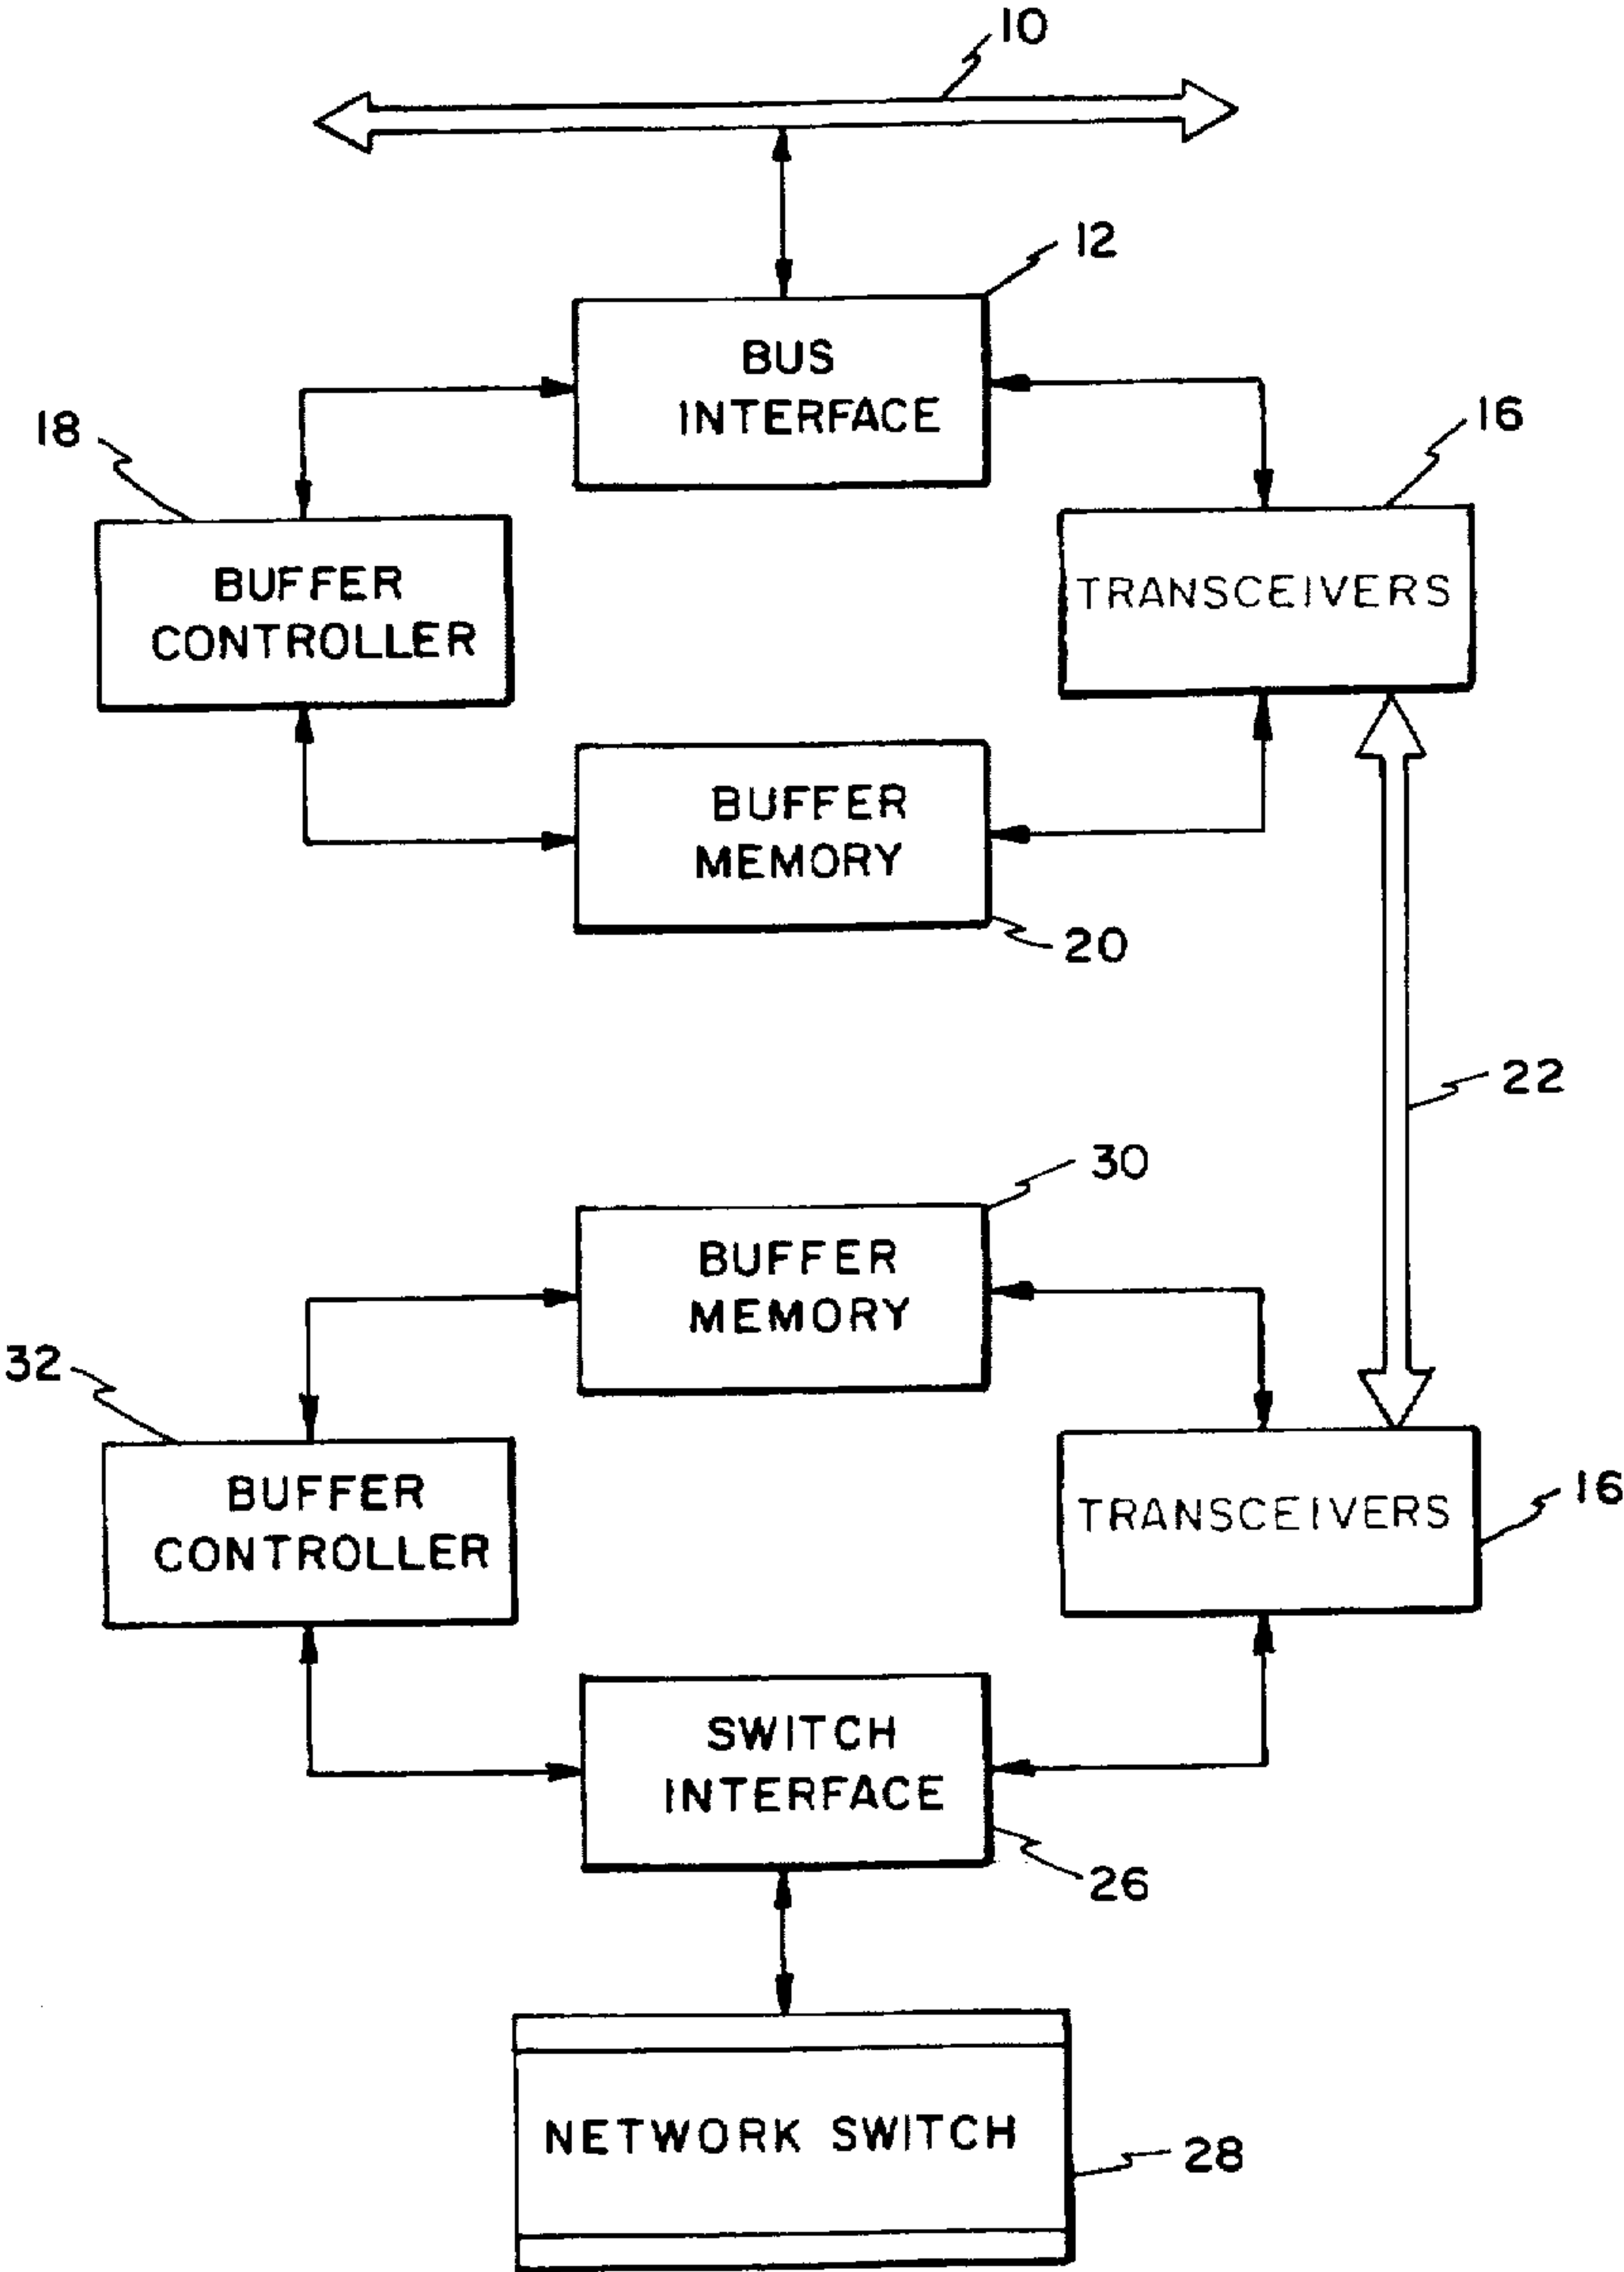 10
12
BUS
INTERFACE
18
16
BUFFER
CONTROLLER
TRANSCEIVERS
BUFFER
MEMORY
20
22
30
BUFFER
MEMORY
32
BUFFER
CONTROLLER
TRANSCEIVERS
16
SWITCH
INTERFACE
26
NETWORK SWITCH
28